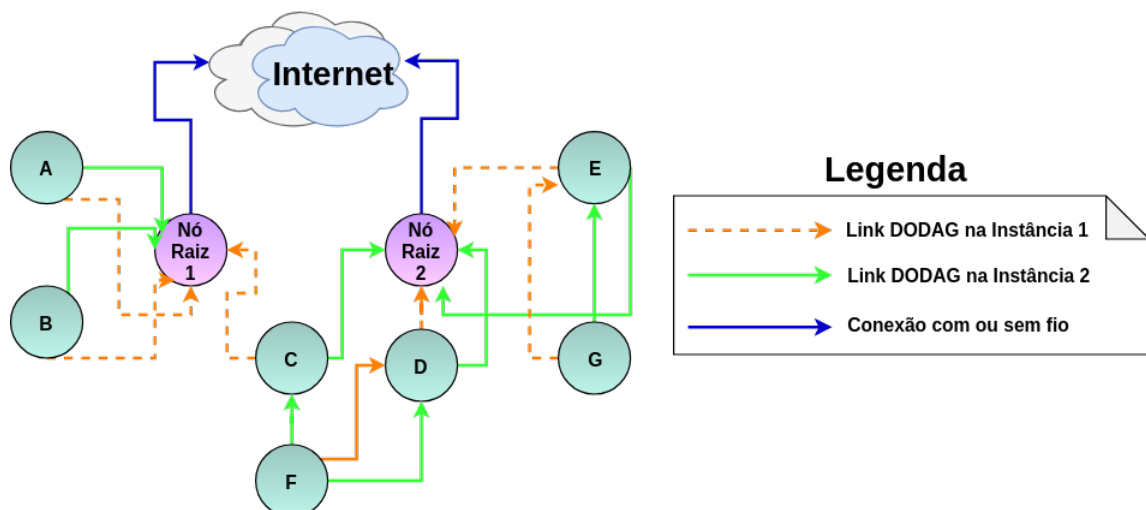 Internet
A
E
Nó
Raiz
1
Nó
Raiz
2
B
C
D
G
F
Legenda
Link DODAG na Instância 1
Link DODAG na Instância 2
Conexão com ou sem fio